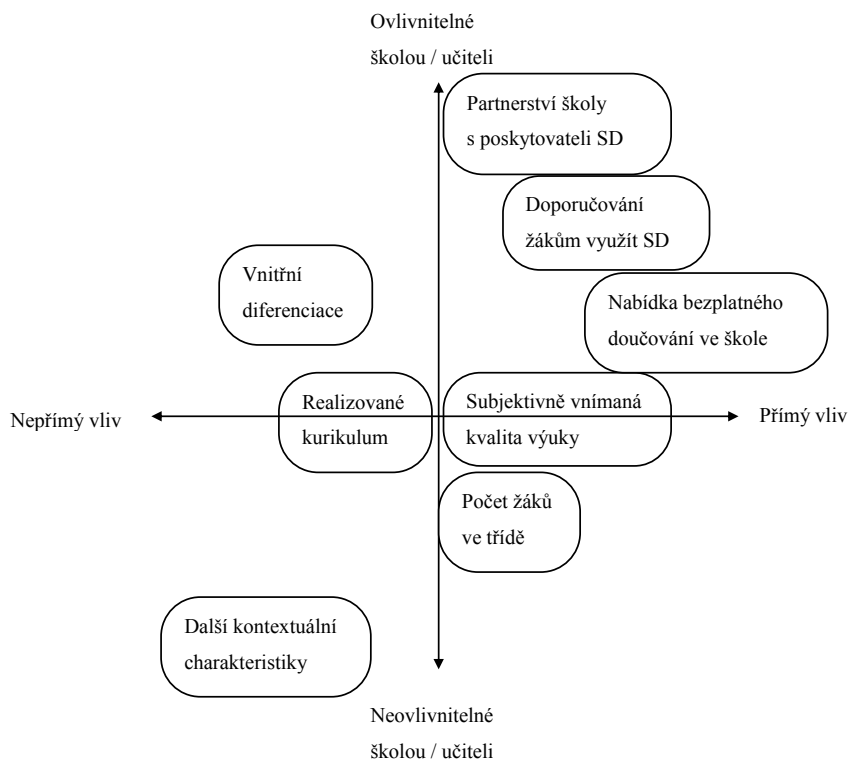 Ovlivnitelné
školou / učiteli
Partnerství školy
s poskytovateli SD
Doporučování
žákům využít SD
Vnitřní
diferenciace
Nabídka bezplatného
doučování ve škole
Nepřímý vliv
Realizované
kurikulum
Subjektivně vnímaná
kvalita výuky
Přímý vliv
Počet žáků
ve třídě
Další kontextuální
charakteristiky
Neovlivnitelné
školou / učiteli